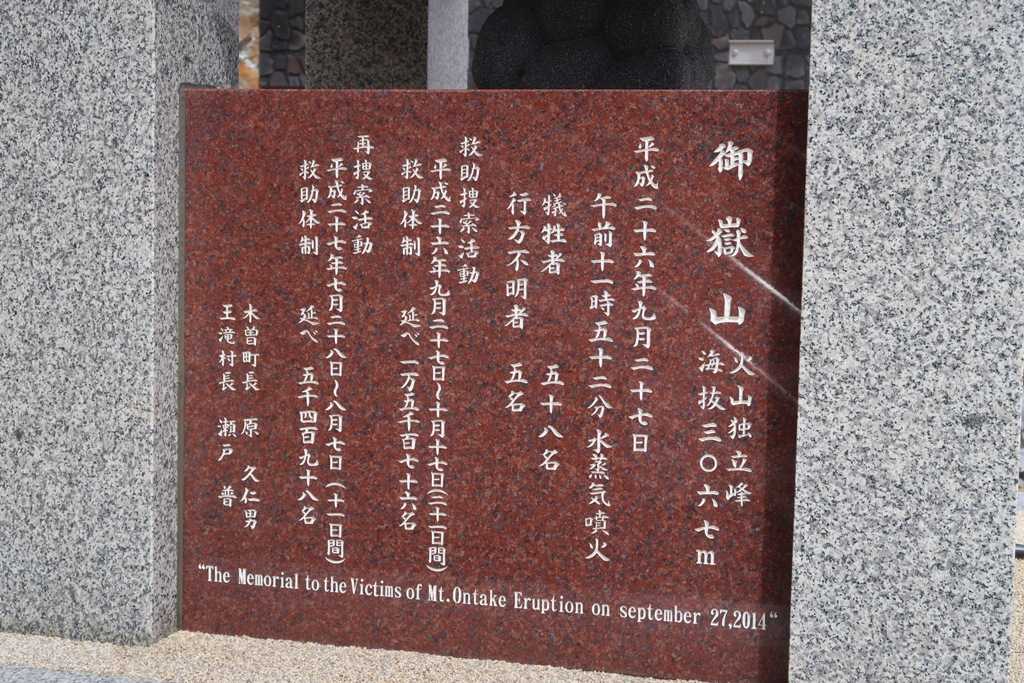 御嶽山
火山独立峰
海抜三〇六七m
平成二十六年九月二十七日
午前十一時五十二分 水蒸気噴火
犠牲者 五十八名
行方不明者 五名
救助捜索活動
平成二十六年九月二十七日～十月十七日(二十一日間)
救助体制 延べ 一万五千百七十六名
再捜索活動
平成二十七年七月二十八日～八月七日(十一日間)
救助体制 延べ 五千四百九十八名
木曽町長 原 久仁男
王滝村長 瀬戸 普
“The Memorial to the Victims of Mt.Ontake Eruption on september 27,2014“